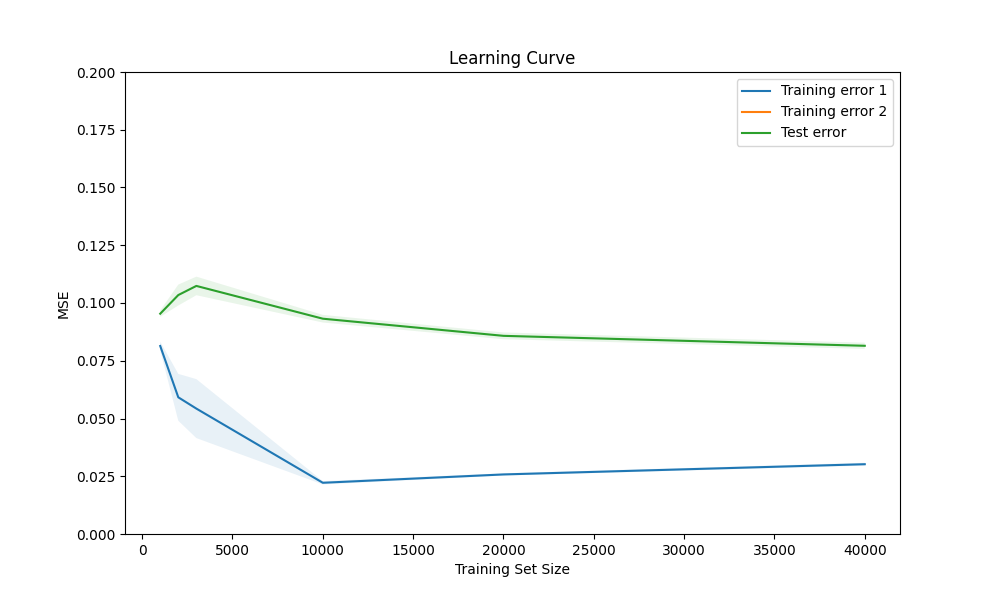 Learning Curve
Training error 1
Training error 2
Test error
MSE
0.200
0.175
0.150
0.125
0.100
0.075
0.050
0.025
0.000
0 5000 10000 15000 20000 25000 30000 35000 40000
Training Set Size